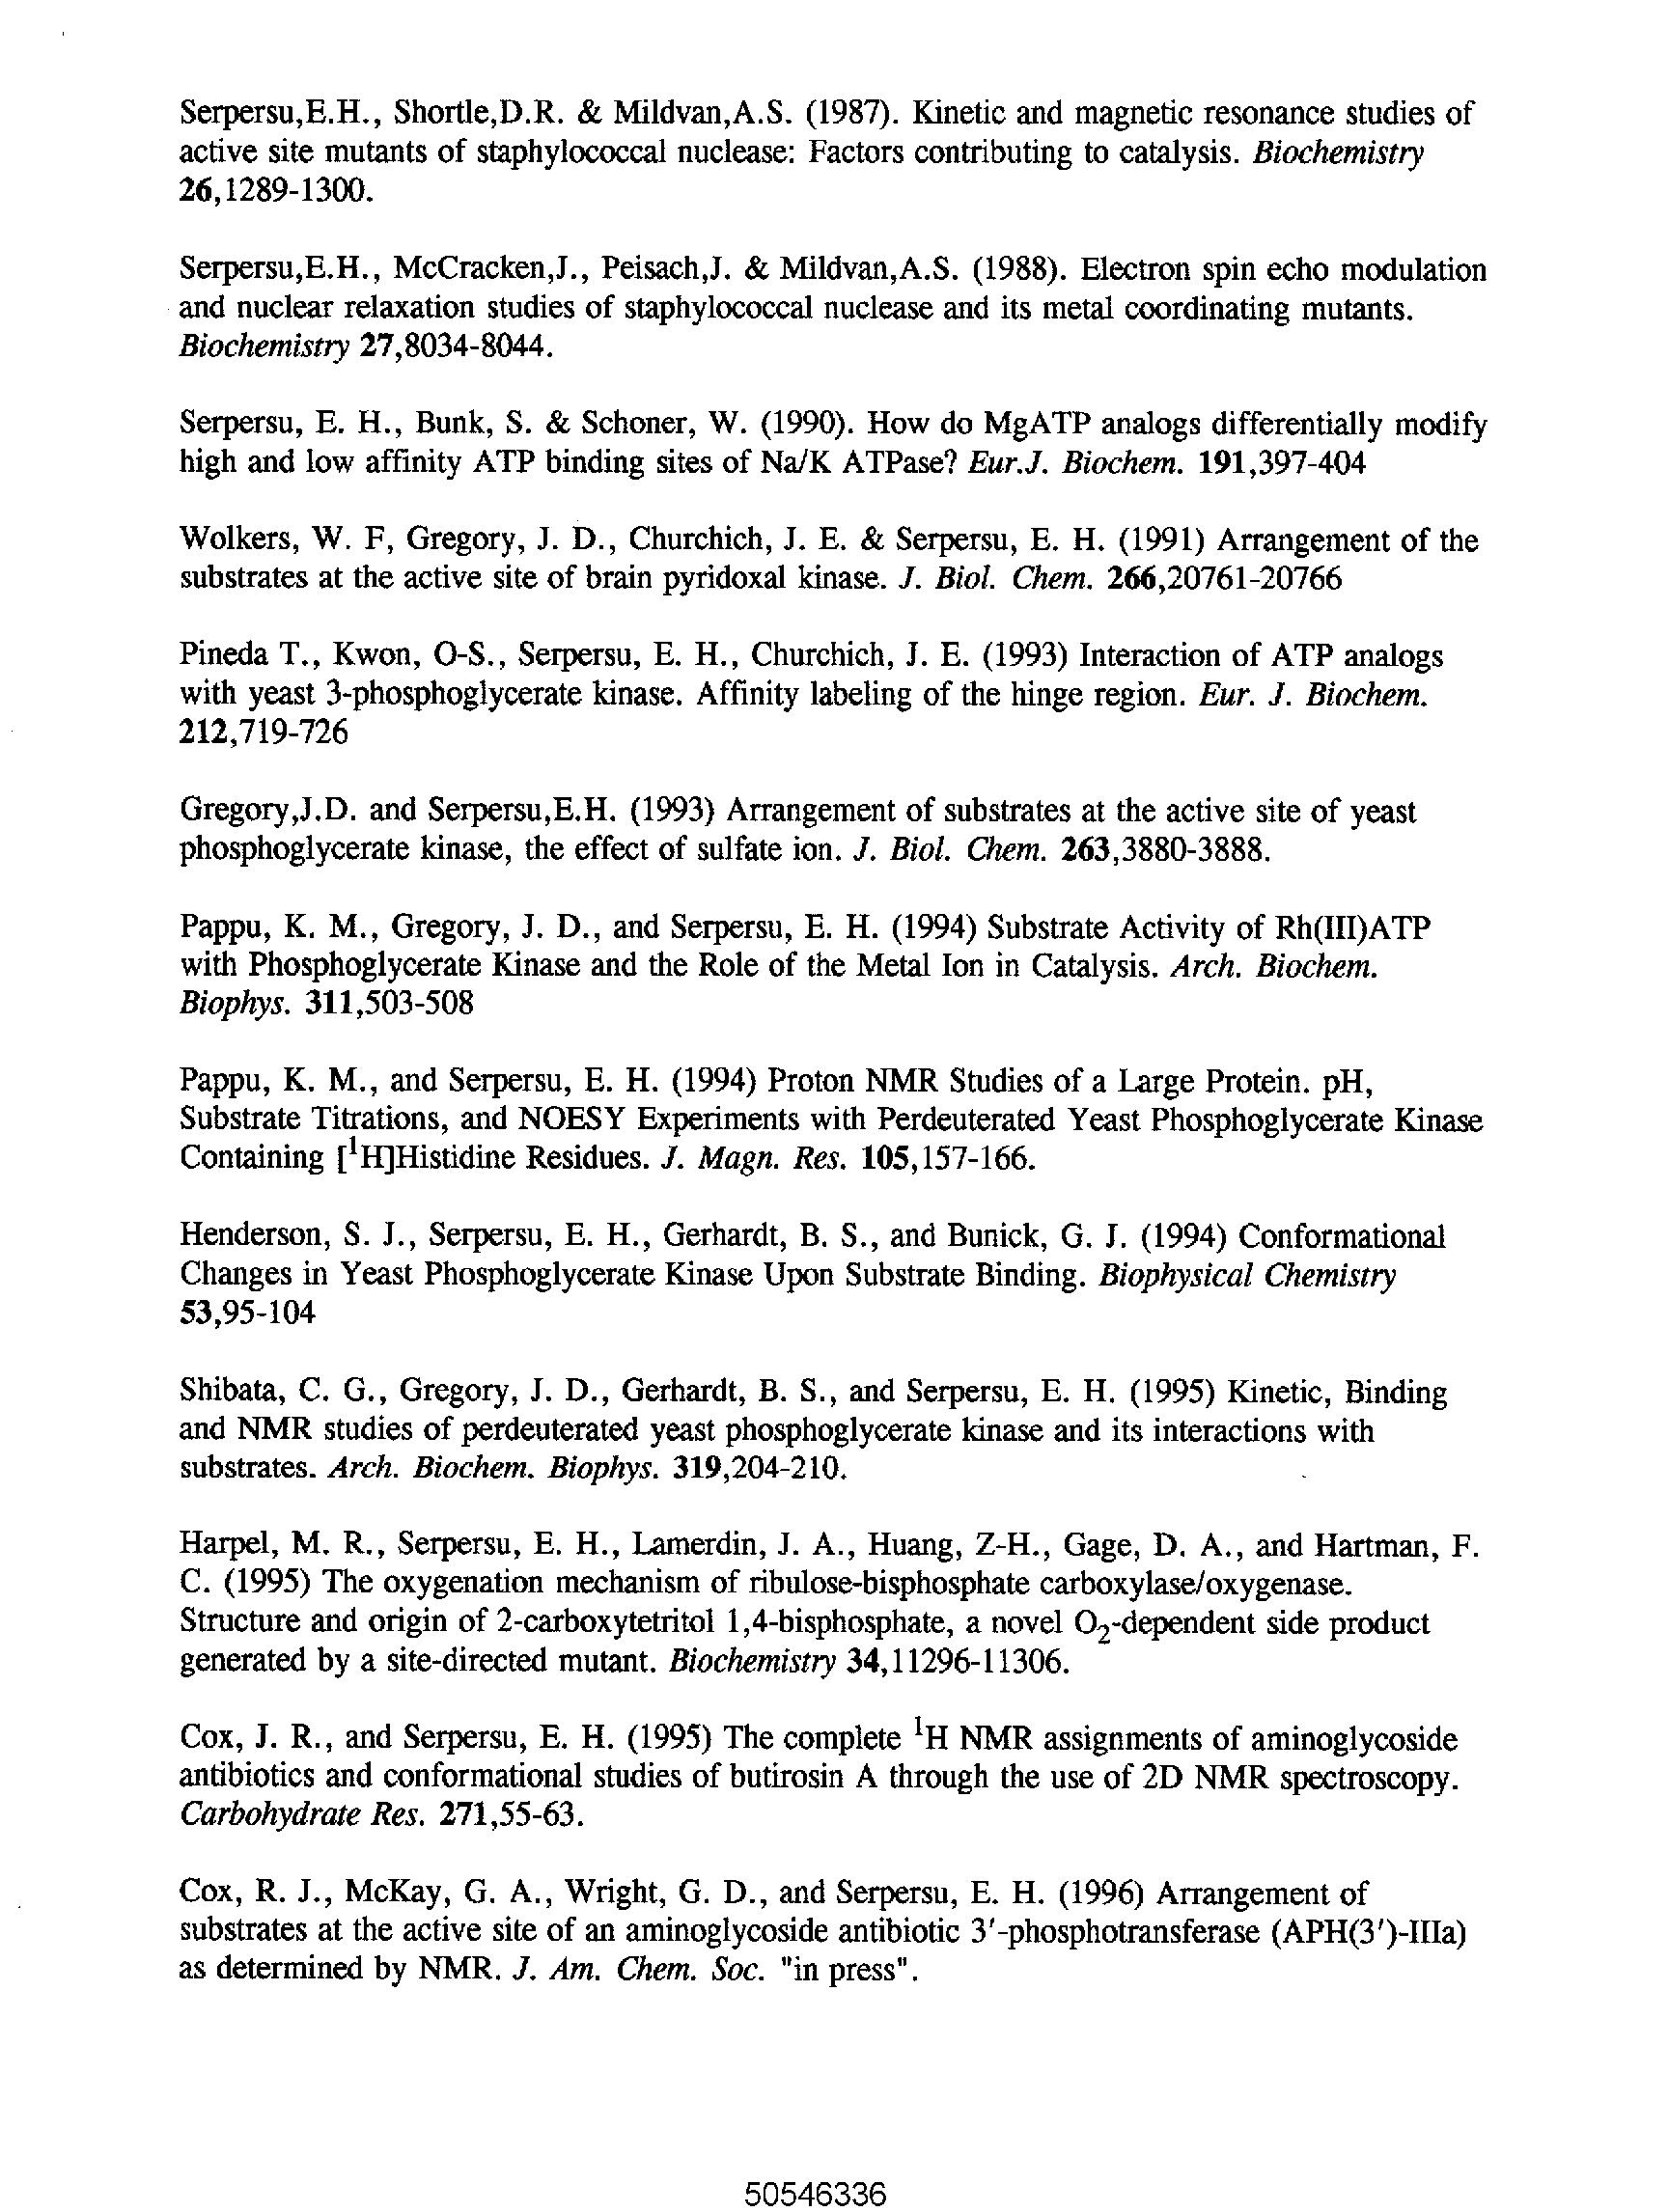 Serpersu,E.H., Shortle,D.R. & Mildvan,A.S. (1987). Kinetic and magnetic resonance studies of
active site mutants of staphylococcal nuclease: Factors contributing to catalysis. Biochemistry
26,1289-1300.
Serpersu,E.H., McCracken,J., Peisach,J. & Mildvan,A.S. (1988). Electron spin echo modulation
and nuclear relaxation studies of staphylococcal nuclease and its metal coordinating mutants.
Biochemistry 27,8034-8044.
Serpersu, E. H., Bunk, S. & Schoner, W. (1990). How do MgATP analogs differentially modify
high and low affinity ATP binding sites of Na/K ATPase? Eur.J. Biochem. 191,397-404
Wolkers, W. F, Gregory, J. D., Churchich, J. E. & Serpersu, E. H. (1991) Arrangement of the
substrates at the active site of brain pyridoxal kinase. J. Biol. Chem. 266,20761-20766
Pineda T., Kwon, O-S., Serpersu, E. H., Churchich, J. E. (1993) Interaction of ATP analogs
with yeast 3-phosphoglycerate kinase. Affinity labeling of the hinge region. Eur. J. Biochem.
212,719-726
Gregory,J.D. and Serpersu,E.H. (1993) Arrangement of substrates at the active site of yeast
phosphoglycerate kinase, the effect of sulfate ion. J. Biol. Chem. 263,3880-3888.
Pappu, K. M., Gregory, J. D., and Serpersu, E. H. (1994) Substrate Activity of Rh(III)ATP
with Phosphoglycerate Kinase and the Role of the Metal Ion in Catalysis. Arch. Biochem.
Biophys. 311,503-508
Pappu, K. M., and Serpersu, E. H. (1994) Proton NMR Studies of a Large Protein. pH,
Substrate Titrations, and NOESY Experiments with Perdeuterated Yeast Phosphoglycerate Kinase
Containing [¹H]Histidine Residues. J. Magn. Res. 105,157-166.
Henderson, S. J., Serpersu, E. H., Gerhardt, B. S., and Bunick, G. J. (1994) Conformational
Changes in Yeast Phosphoglycerate Kinase Upon Substrate Binding. Biophysical Chemistry
53,95-104
Shibata, C. G., Gregory, J. D., Gerhardt, B. S., and Serpersu, E. H. (1995) Kinetic, Binding
and NMR studies of perdeuterated yeast phosphoglycerate kinase and its interactions with
substrates. Arch. Biochem. Biophys. 319,204-210.
Harpel, M. R., Serpersu, E. H., Lamerdin, J. A., Huang, Z-H., Gage, D. A., and Hartman, F.
C. (1995) The oxygenation mechanism of ribulose-bisphosphate carboxylase/oxygenase.
Structure and origin of 2-carboxytetritol 1,4-bisphosphate, a novel O₂-dependent side product
generated by a site-directed mutant. Biochemistry 34,11296-11306.
Cox, J. R., and Serpersu, E. H. (1995) The complete ¹H NMR assignments of aminoglycoside
antibiotics and conformational studies of butirosin A through the use of 2D NMR spectroscopy.
Carbohydrate Res. 271,55-63.
Cox, R. J., McKay, G. A., Wright, G. D., and Serpersu, E. H. (1996) Arrangement of
substrates at the active site of an aminoglycoside antibiotic 3'-phosphotransferase (APH(3')-IIIa)
as determined by NMR. J. Am. Chem. Soc. "in press".
50546336